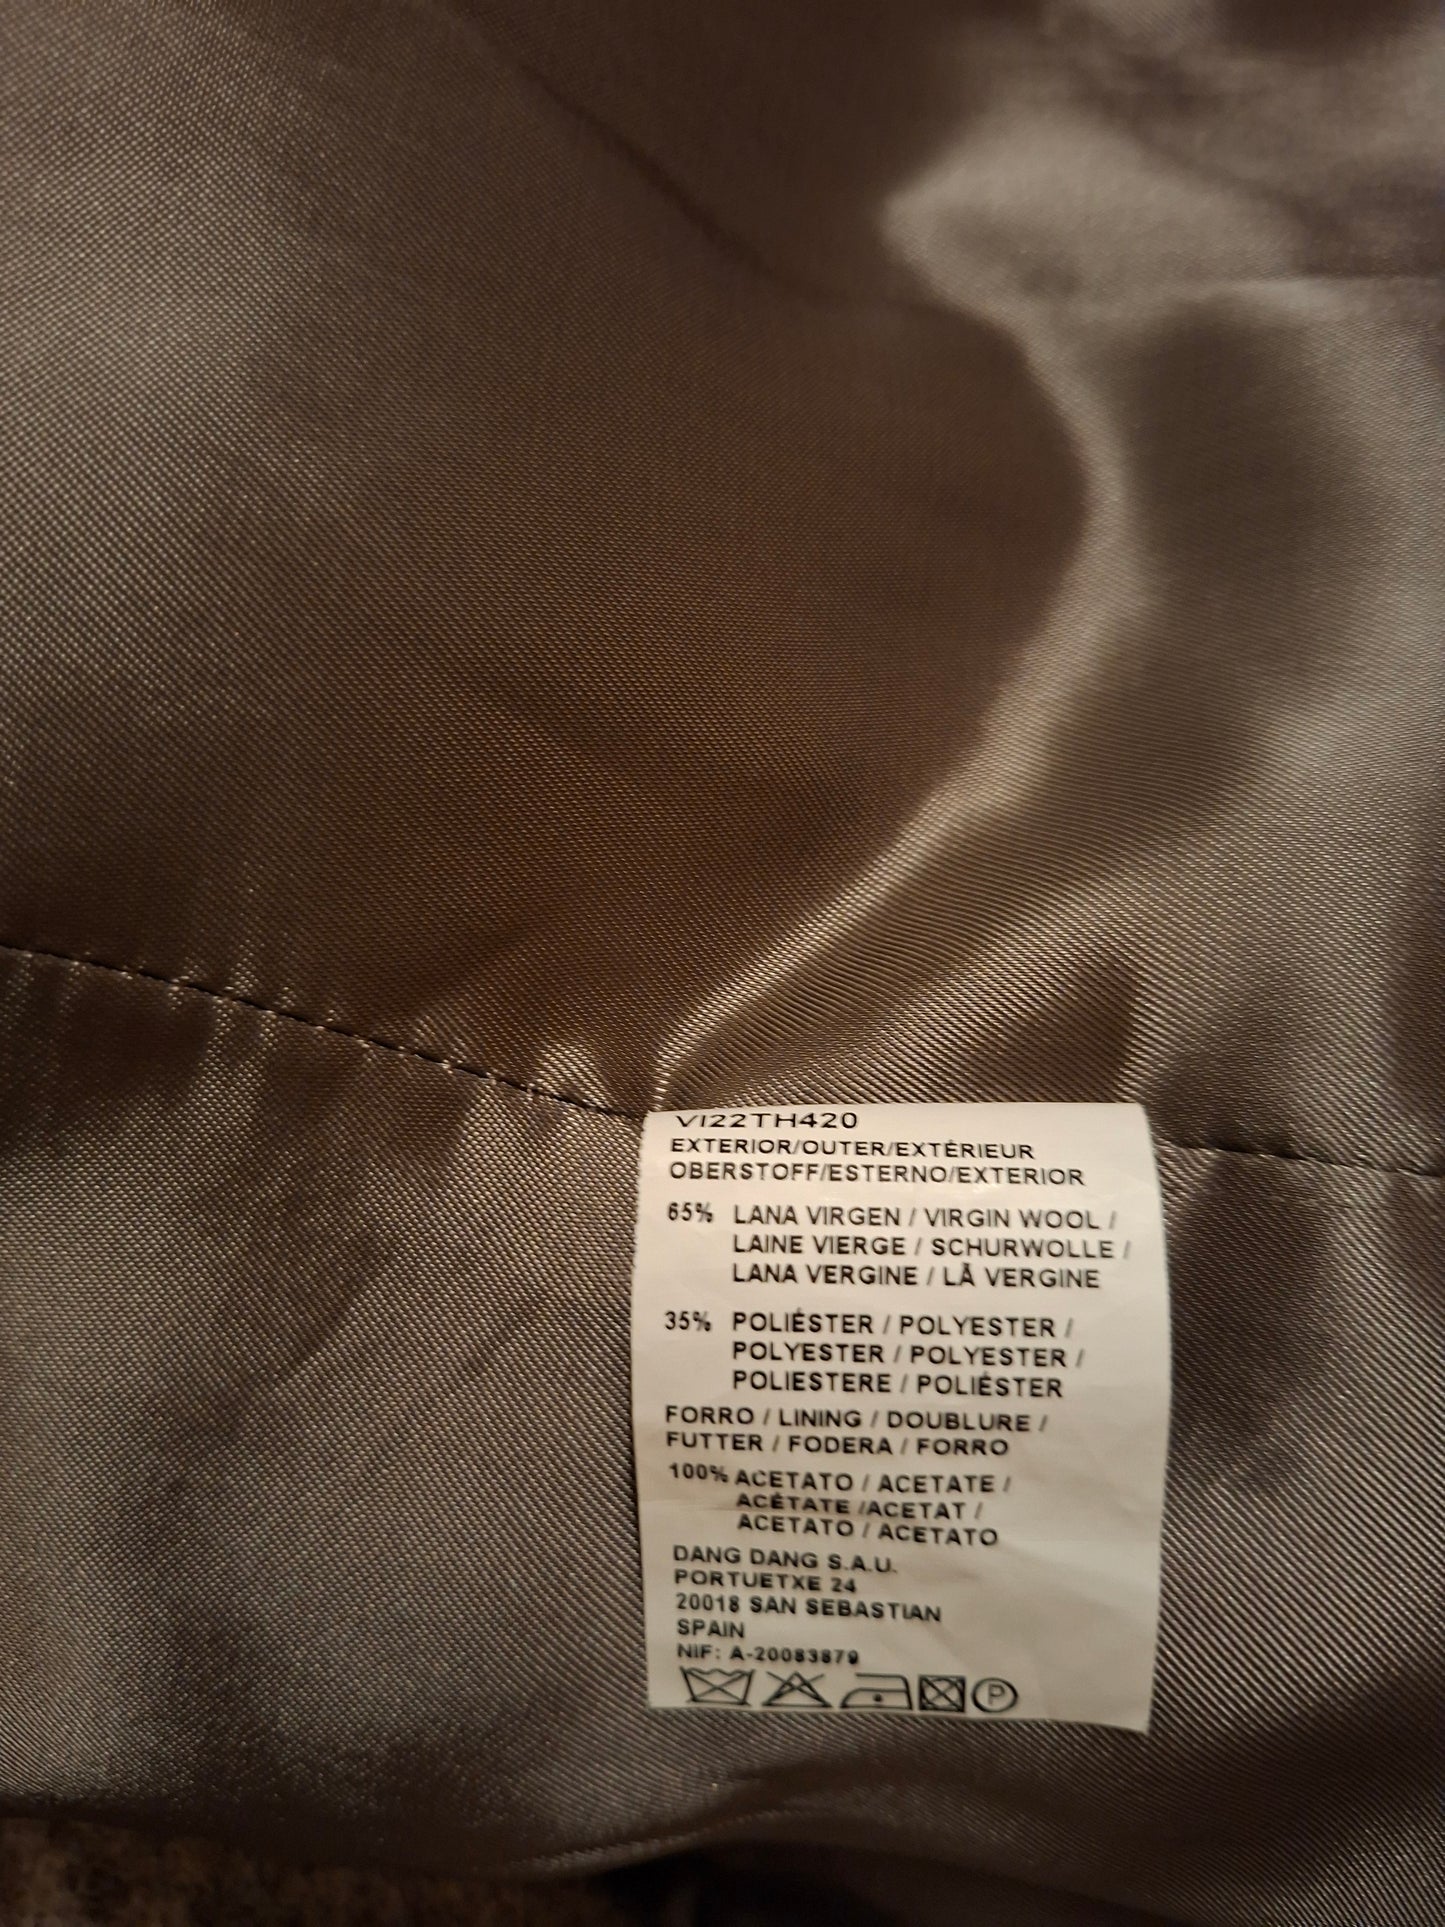 VI22TH420
EXTERIOR/OUTER/EXTÉRIEUR
OBERSTOFF/ESTERNO/EXTERIOR
65% LANA VIRGEN / VIRGIN WOOL /
LAINE VIERGE / SCHURWOLLE /
LANA VERGINE / LÃ VERGINE
35% POLIÉSTER / POLYESTER /
POLYESTER / POLYESTER /
POLIESTERE / POLIÉSTER
FORRO / LINING / DOUBLURE /
FUTTER / FODERA / FORRO
100% ACETATO / ACETATE /
ACÉTATE /ACETAT /
ACETATO / ACETATO
DANG DANG S.A.U.
PORTUETXE 24
20018 SAN SEBASTIAN
SPAIN
NIF: A-20083879
P